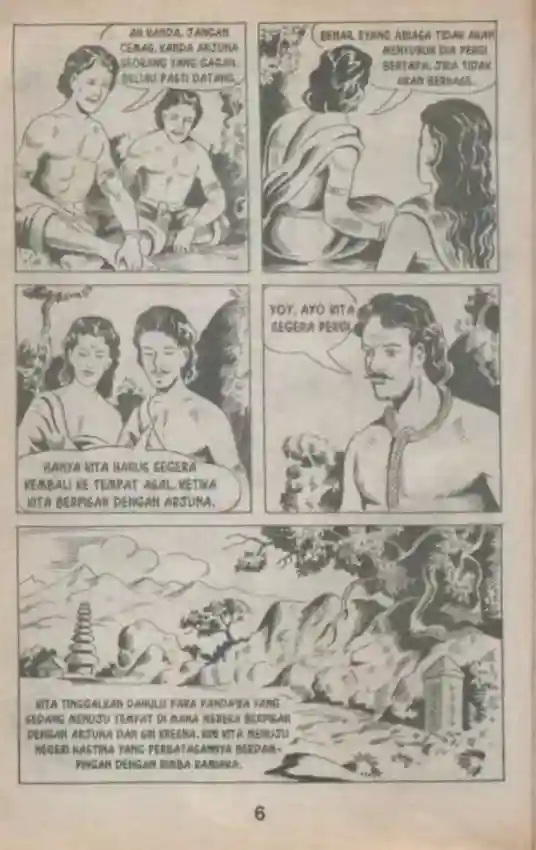 AH KANDA, JANGAN
CEMAS, KANDA ARJUNA
SEORANG YANG GAGAH,
BELIAU PASTI DATANG.
BENAR, EYANG ABIASA TIDAK AKAN
MENYURUH DIA PERGI
BERTAPA, JIKA TIDAK
AKAN BERHASIL.
HANYA KITA HARUS SEGERA
KEMBALI KE TEMPAT ASAL, KETIKA
KITA BERPISAH DENGAN ARJUNA.
YOY, AYO KITA
SEGERA PERGI.
KITA TINGGALKAN DAHULU PARA PANDAWA YANG
SEDANG MENUJU TEMPAT DI MANA MEREKA BERPISAH
DENGAN ARJUNA DAN SRI KRESNA. KINI KITA MENUJU
NEGERI HASTINA YANG PERBATASANNYA BERDAM-
PINGAN DENGAN RIMBA
6